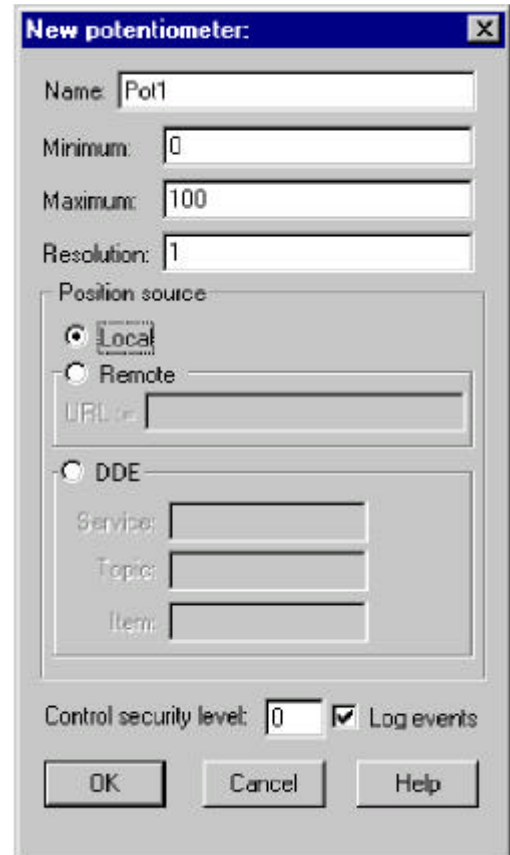 New potentiometer:
Name: Pot1
Minimum: 0
Maximum: 100
Resolution: 1
Position source
Local
Remote
URL
DDE
Service:
Topic:
Item:
Control security level: 0 Log events
OK Cancel Help